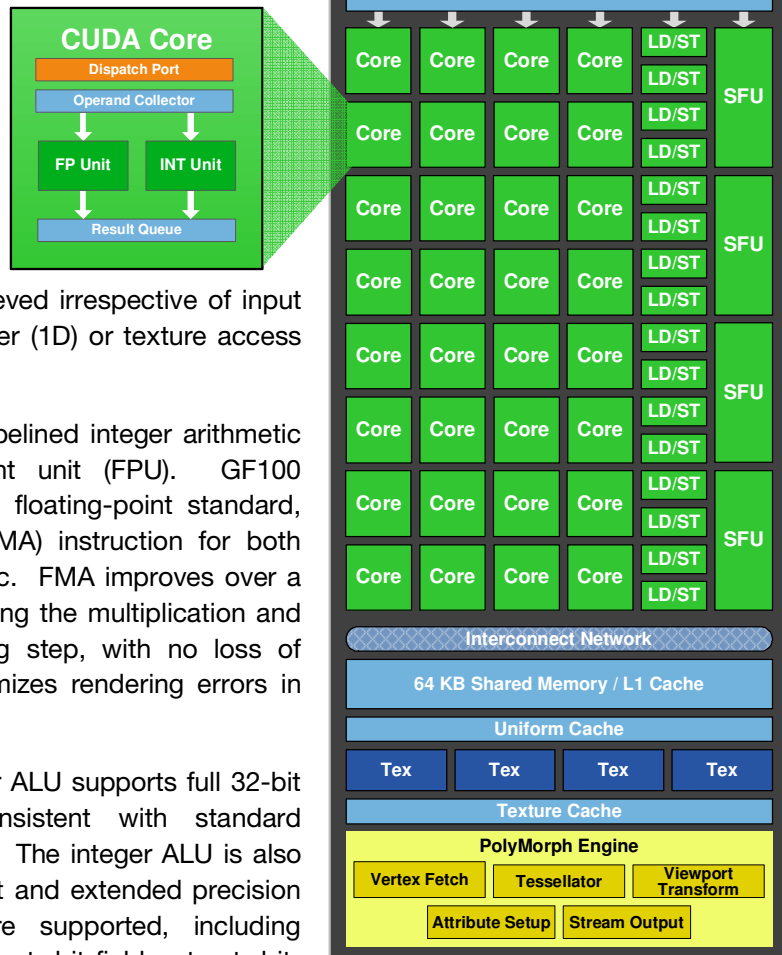 CUDA Core
Dispatch Port
Operand Collector
FP Unit INT Unit
Result Queue
Core Core Core Core LD/ST SFU
LD/ST
Core Core Core Core LD/ST
LD/ST
Core Core Core Core LD/ST SFU
LD/ST
Core Core Core Core LD/ST
LD/ST
Core Core Core Core LD/ST SFU
LD/ST
Core Core Core Core LD/ST
LD/ST
Core Core Core Core LD/ST SFU
LD/ST
Core Core Core Core LD/ST
LD/ST
Interconnect Network
64 KB Shared Memory / L1 Cache
Uniform Cache
Tex Tex Tex Tex
Texture Cache
PolyMorph Engine
Vertex Fetch Tessellator Viewport Transform
Attribute Setup Stream Output
eved irrespective of input
er (1D) or texture access
pelined integer arithmetic
nt unit (FPU). GF100
floating-point standard,
MA) instruction for both
c. FMA improves over a
ing the multiplication and
g step, with no loss of
mizes rendering errors in
r ALU supports full 32-bit
nsistent with standard
The integer ALU is also
t and extended precision
re supported, including